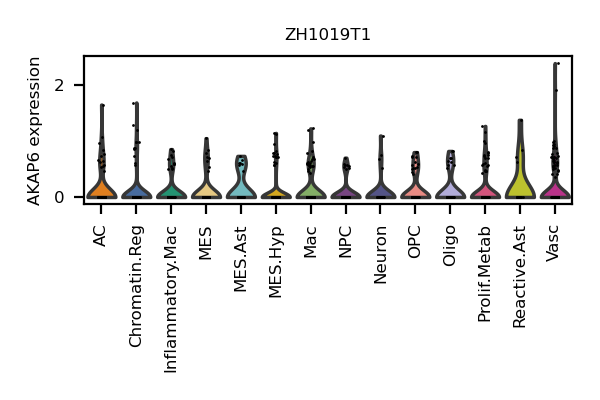 ZH1019T1
AKAP6 expression
2
0
AC
Chromatin.Reg
Inflammatory.Mac
MES
MES.Ast
MES.Hyp
Mac
NPC
Neuron
OPC
Oligo
Prolif.Metab
Reactive.Ast
Vasc